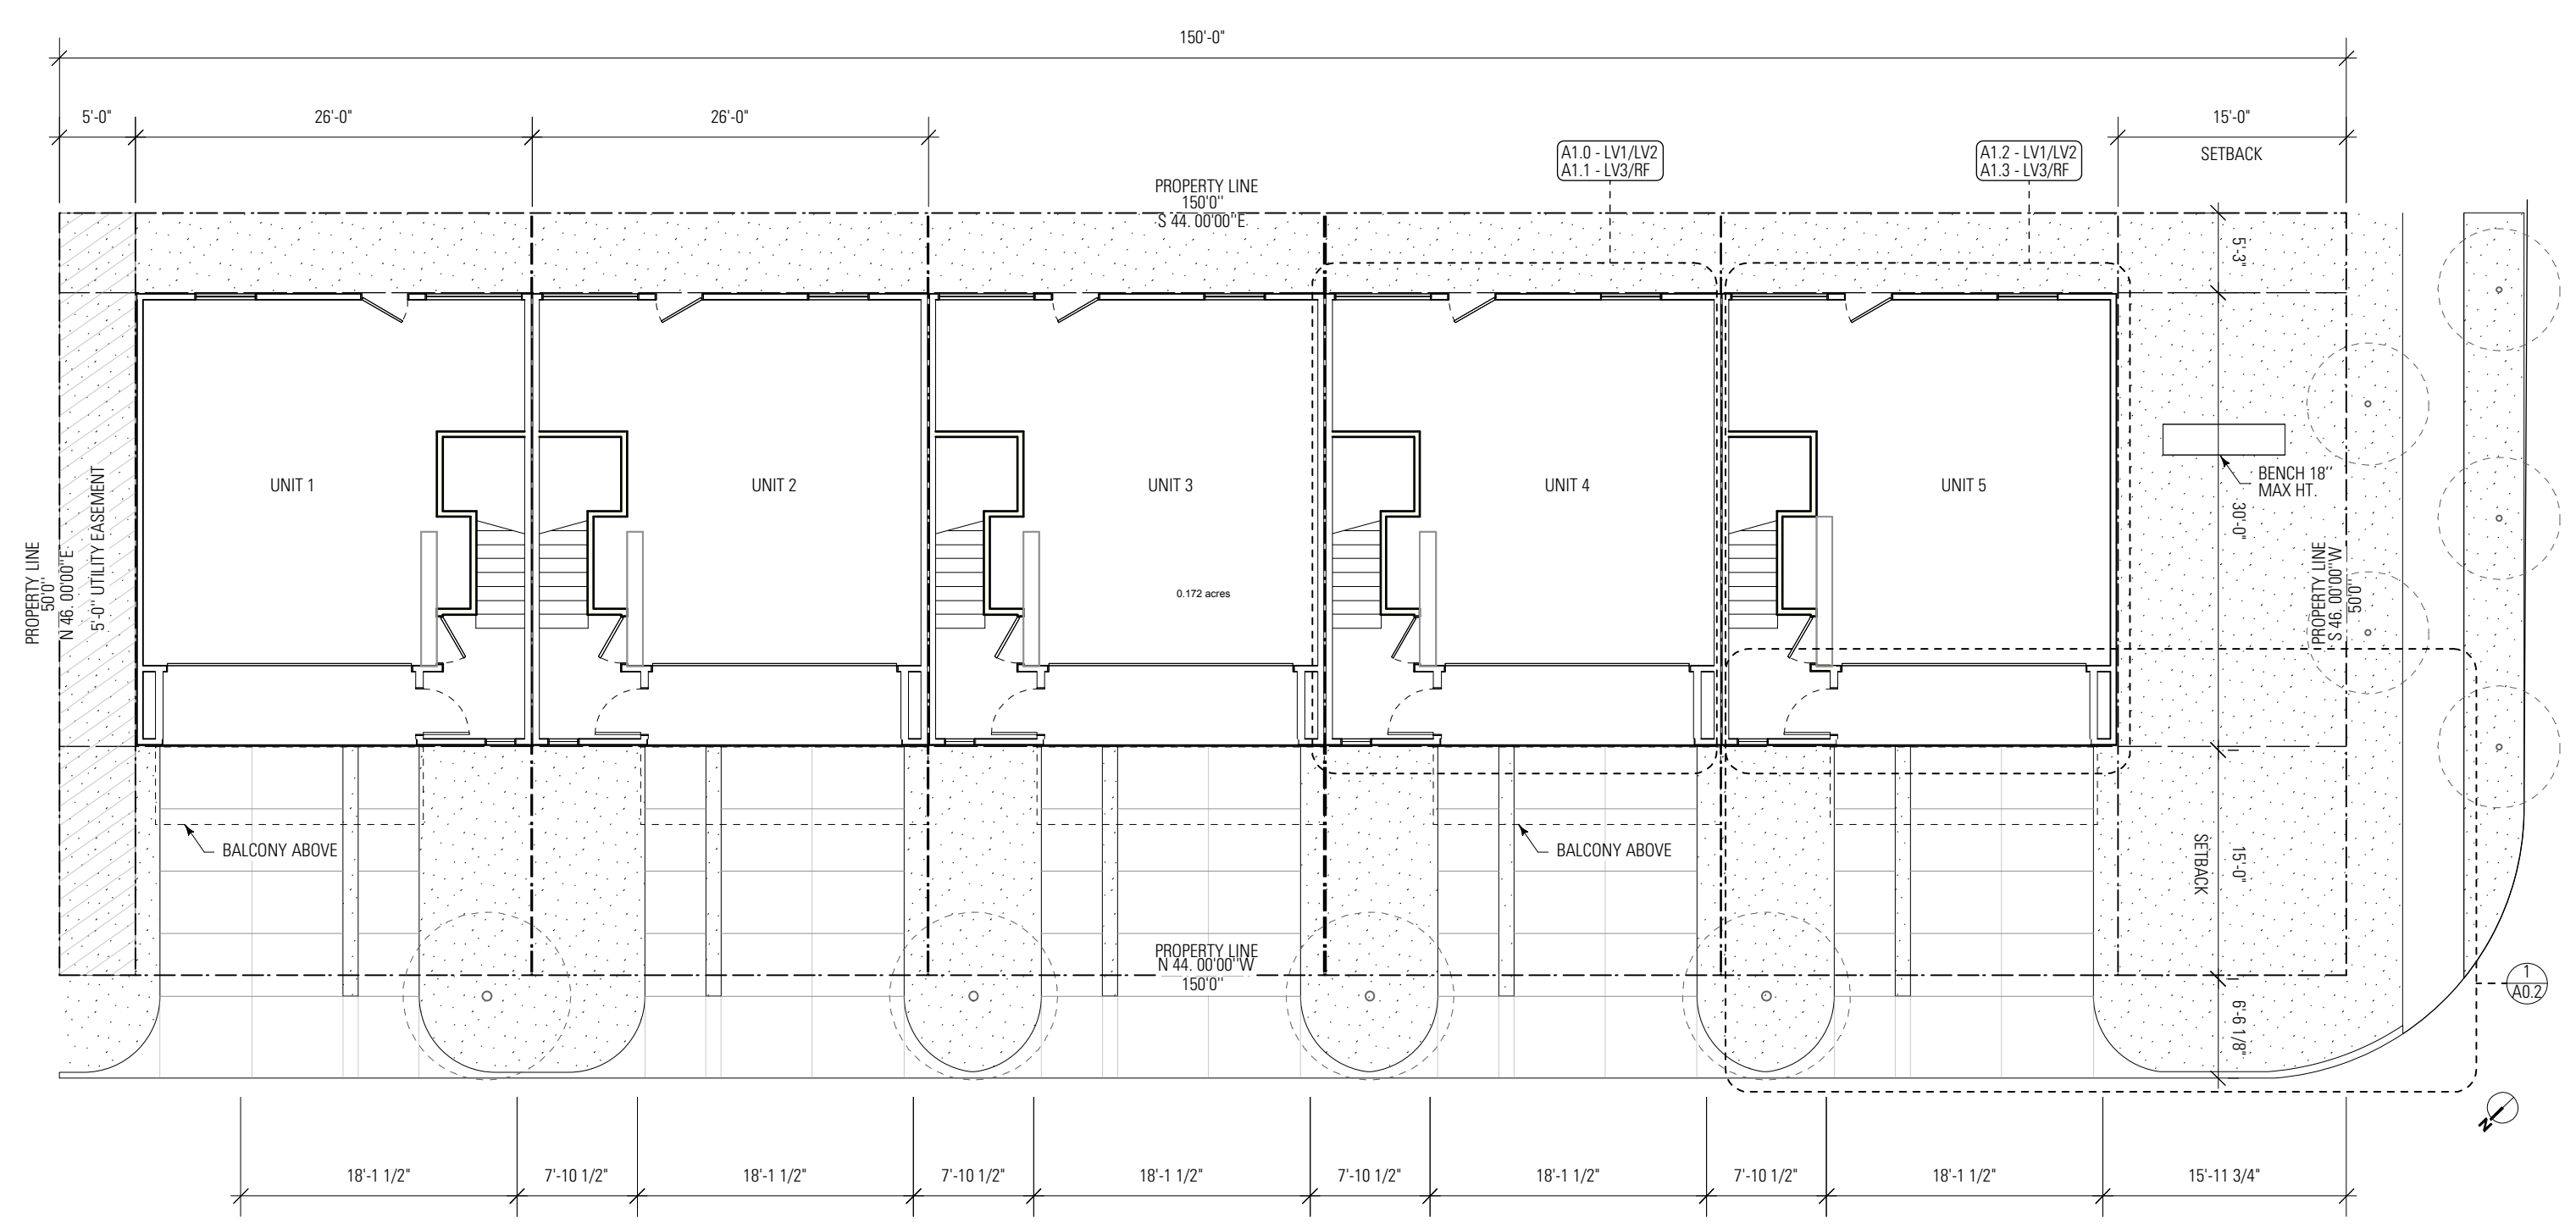 150'-0"
5'-0"
26'-0"
26'-0"
15'-0"
SETBACK
A1.0 - LV1/LV2
A1.1 - LV3/RF
A1.2 - LV1/LV2
A1.3 - LV3/RF
PROPERTY LINE
150'0''
S 44. 00'00''E
5'-3"
UNIT 1
UNIT 2
UNIT 3
UNIT 4
UNIT 5
BENCH 18''
MAX HT.
30'-0"
PROPERTY LINE
50'0''
N 46. 00'00''E
5'-0" UTILITY EASEMENT
0.172 acres
PROPERTY LINE
S 46. 00'00''W
50'0''
BALCONY ABOVE
BALCONY ABOVE
SETBACK
15'-0"
PROPERTY LINE
N 44. 00'00''W
150'0''
1
A0.2
6'-6 1/8"
N
18'-1 1/2"
7'-10 1/2"
18'-1 1/2"
7'-10 1/2"
18'-1 1/2"
7'-10 1/2"
18'-1 1/2"
7'-10 1/2"
18'-1 1/2"
15'-11 3/4"